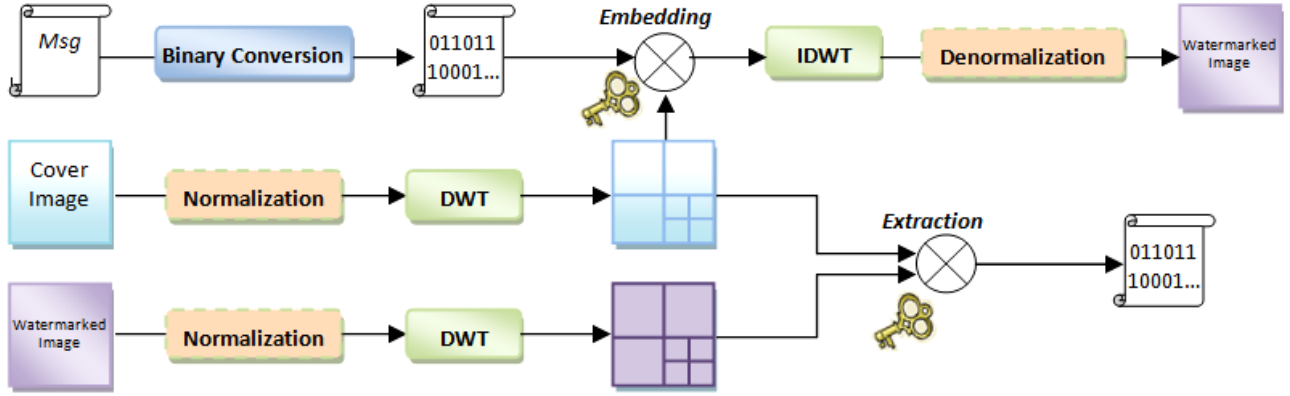 Msg
Binary Conversion
011011
10001...
Embedding
IDWT
Denormalization
Watermarked
Image
Cover
Image
Normalization
DWT
Extraction
011011
10001...
Watermarked
Image
Normalization
DWT